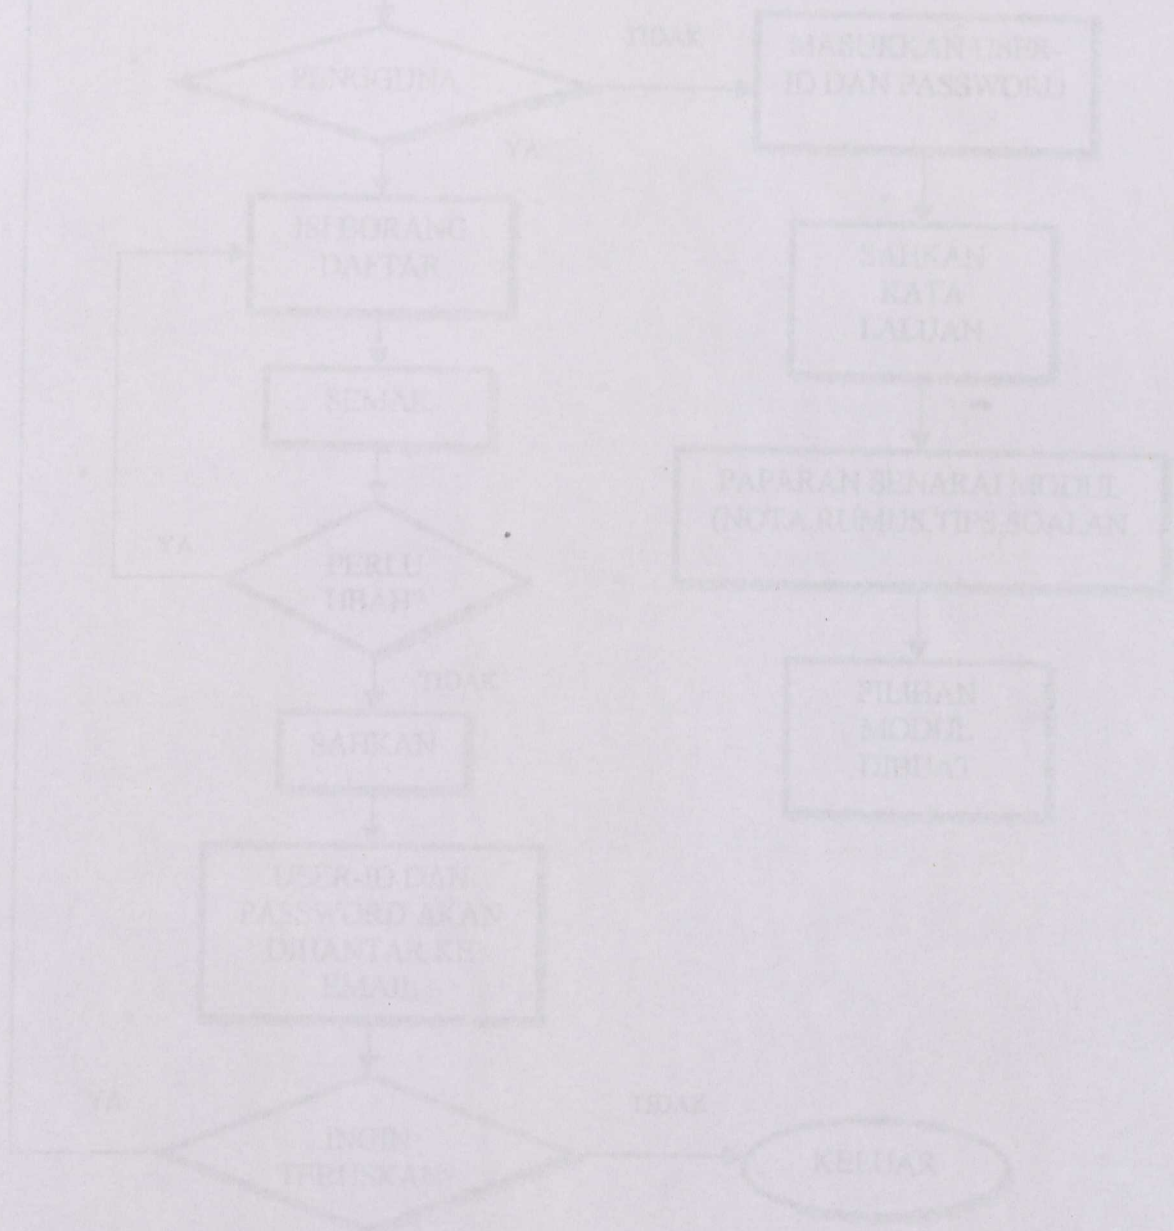 PENGGUNA
TIDAK
MASUKKAN USER-
ID DAN PASSWORD
YA
ISI BORANG
DAFTAR
SAHKAN
KATA
LALUAN
SEMAK
PAPARAN SENARAI MODUL
(NOTA,RUMUS,TIPS,SOALAN
YA
PERLU
UBAH?
TIDAK
PILIHAN
MODUL
DIBUAT
SAHKAN
USER-ID DAN
PASSWORD AKAN
DIHANTAR KE
EMAIL
YA
INGIN
TERUSKAN?
TIDAK
KELUAR